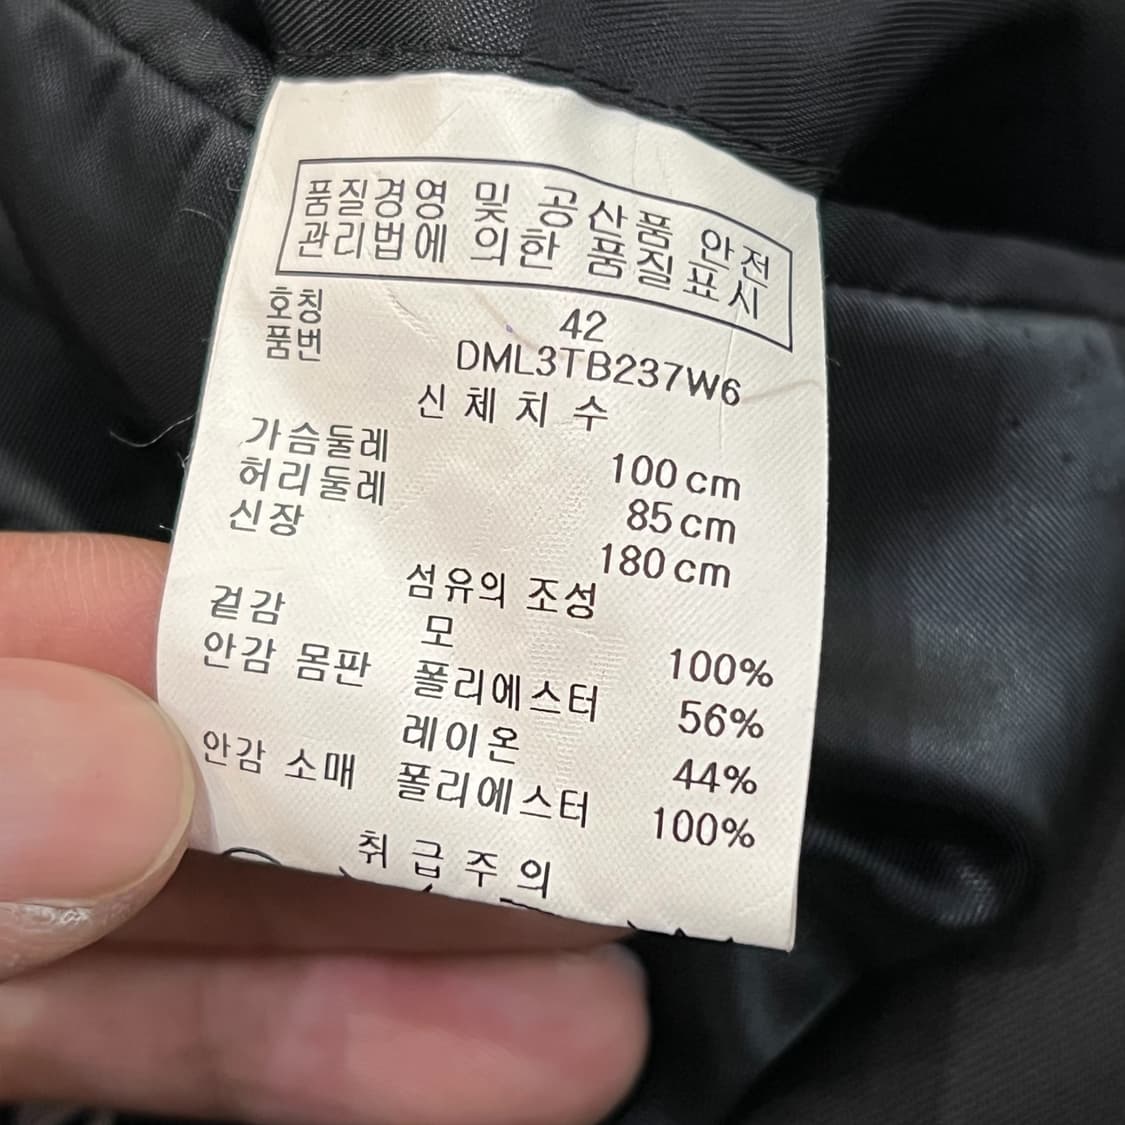 품질경영 및 공산품 안전
관리법에 의한 품질표시
호칭 42
품번 DML3TB237W6
신체치수
가슴둘레 100 cm
허리둘레 85 cm
신장 180 cm
섬유의 조성
겉감 모 100%
안감 몸판 폴리에스터 56%
레이온 44%
안감 소매 폴리에스터 100%
취급주의